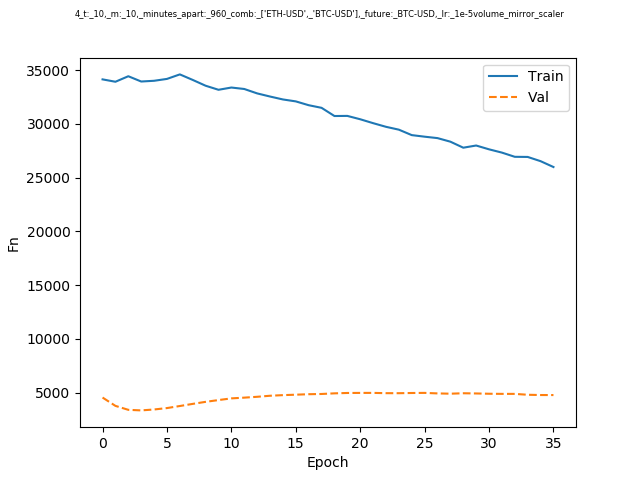 4_t:_10,_m:_10,_minutes_apart:_960_comb:_['ETH-USD',_'BTC-USD'],_future:_BTC-USD,_lr:_1e-5volume_mirror_scaler
Train
Val
35000
30000
25000
20000
15000
10000
5000
Fn
0 5 10 15 20 25 30 35
Epoch